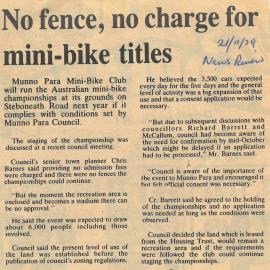 No fence, no charge for
mini-bike titles
21/11/79
News Review
Munno Para Mini-Bike Club
will run the Australian mini-bike
championships at its grounds on
Stebonheath Road next year if it
complies with conditions set by
Munno Para Council.
The staging of the championship was
discussed at a recent council meeting.
Council's senior town planner Chris
Barnes said providing no admission fees
were charged and there were no fences the
championships could continue.
"But the moment the recreation area is
enclosed and becomes a stadium there can
be no approval."
He said the event was expected to draw
about 6,000 people including those
involved.
Council said the present level of use of
the land was established before the
publication of council's zoning regulations.
He believed the 3,500 cars expected
every day for the five days and the general
level of activity was a big expansion of that
use and that a consent application would be
necessary.
"But due to subsequent discussions with
councillors Richard Barrett and
McCallum, council had become aware of
the need for confirmation by mid-October
which might be delayed if an application
had to be processed," Mr. Barnes said.
"Council is aware of the importance of
the event to Munno Para and encouraged it
but felt official consent was necessary."
Cr. Barrett said he agreed to the holding
of the championships and no application
was needed as long as the conditions were
observed.
Council decided the land which is leased
from the Housing Trust, would remain a
recreation area and if the requirements
were followed the club could continue
staging the championships.